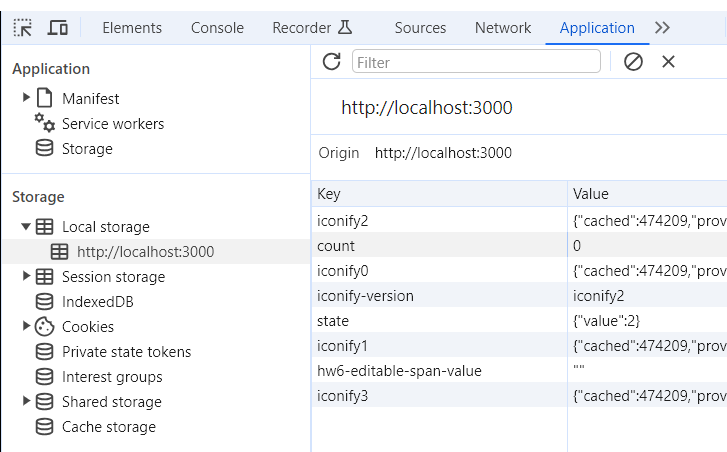 Elements Console Recorder Sources Network Application
Application
Manifest
Service workers
Storage
Storage
Local storage
http://localhost:3000
Session storage
IndexedDB
Cookies
Private state tokens
Interest groups
Shared storage
Cache storage
Filter
http://localhost:3000
Origin http://localhost:3000
Key Value
iconify2 {"cached":474209,"prov
count 0
iconify0 {"cached":474209,"prov
iconify-version iconify2
state {"value":2}
iconify1 {"cached":474209,"prov
hw6-editable-span-value ""
iconify3 {"cached":474209,"prov